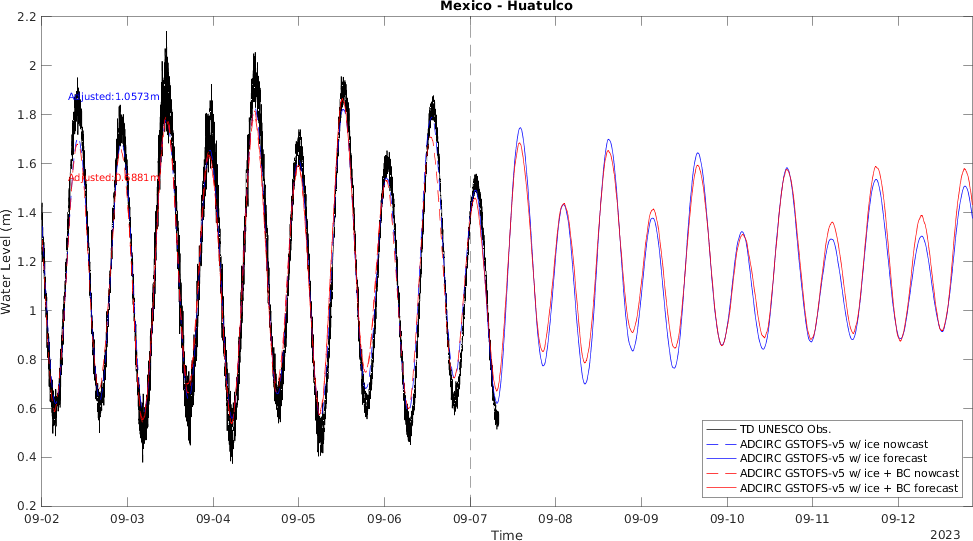 Mexico - Huatulco
2.2
2
1.8
1.6
1.4
1.2
1
0.8
0.6
0.4
0.2
Water Level (m)
Adjusted:1.0573m
TD UNESCO Obs.
ADCIRC GSTOFS-v5 w/ ice nowcast
ADCIRC GSTOFS-v5 w/ ice forecast
ADCIRC GSTOFS-v5 w/ ice + BC nowcast
ADCIRC GSTOFS-v5 w/ ice + BC forecast
09-02 09-03 09-04 09-05 09-06 09-07 09-08 09-09 09-10 09-11 09-12
Time
2023